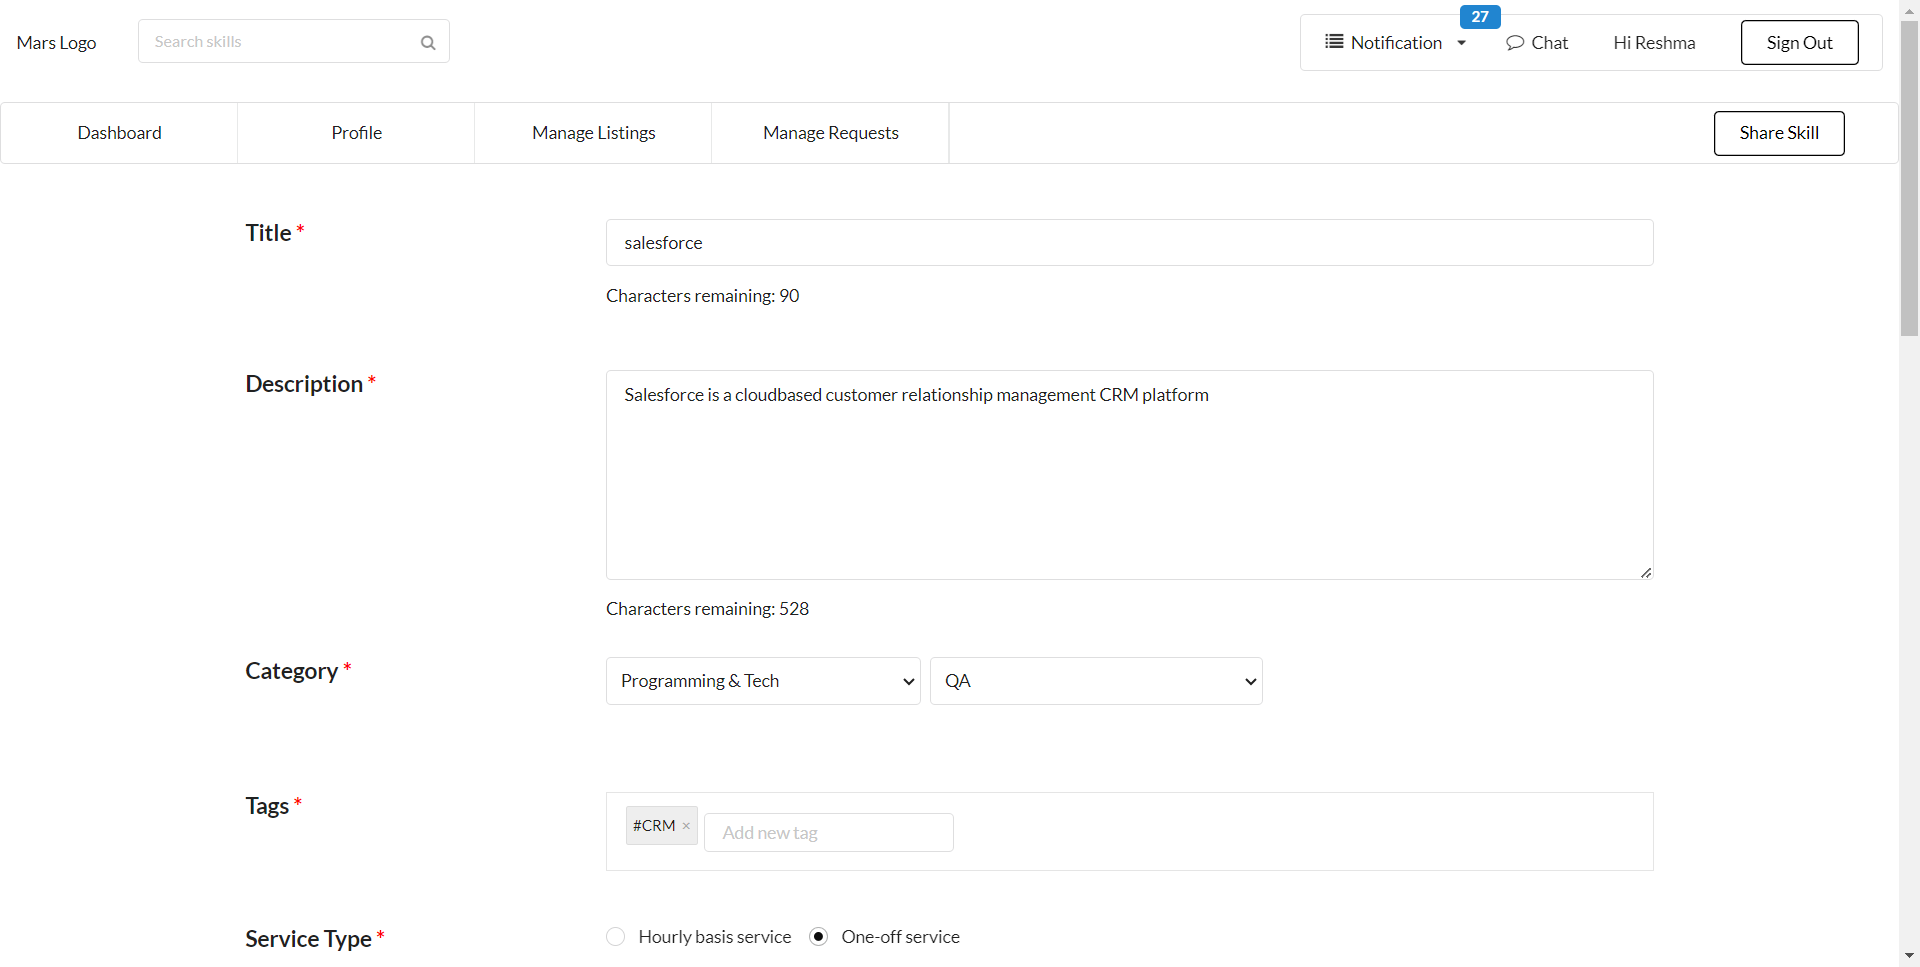 27
Mars Logo
Search skills
Notification
Chat
Hi Reshma
Sign Out
Dashboard
Profile
Manage Listings
Manage Requests
Share Skill
Title *
salesforce
Characters remaining: 90
Description *
Salesforce is a cloudbased customer relationship management CRM platform
Characters remaining: 528
Category *
Programming & Tech
QA
Tags *
#CRM ×
Add new tag
Service Type *
Hourly basis service
One-off service